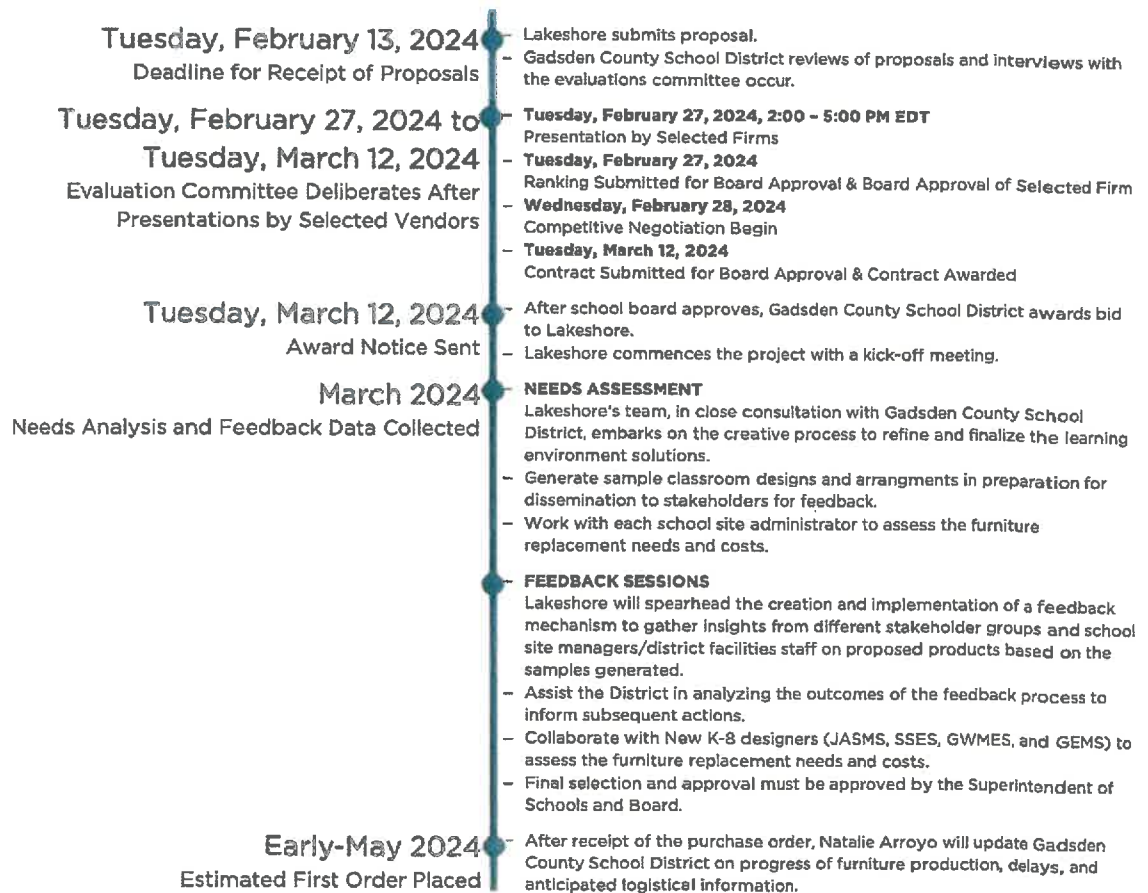 Tuesday, February 13, 2024
Deadline for Receipt of Proposals
- Lakeshore submits proposal.
- Gadsden County School District reviews of proposals and interviews with
the evaluations committee occur.
Tuesday, February 27, 2024 to
Tuesday, March 12, 2024
Evaluation Committee Deliberates After
Presentations by Selected Vendors
- Tuesday, February 27, 2024, 2:00 - 5:00 PM EDT
Presentation by Selected Firms
- Tuesday, February 27, 2024
Ranking Submitted for Board Approval & Board Approval of Selected Firm
- Wednesday, February 28, 2024
Competitive Negotiation Begin
- Tuesday, March 12, 2024
Contract Submitted for Board Approval & Contract Awarded
Tuesday, March 12, 2024
Award Notice Sent
- After school board approves, Gadsden County School District awards bid
to Lakeshore.
- Lakeshore commences the project with a kick-off meeting.
March 2024
Needs Analysis and Feedback Data Collected
- NEEDS ASSESSMENT
Lakeshore's team, in close consultation with Gadsden County School
District, embarks on the creative process to refine and finalize the learning
environment solutions.
- Generate sample classroom designs and arrangments in preparation for
dissemination to stakeholders for feedback.
- Work with each school site administrator to assess the furniture
replacement needs and costs.
- FEEDBACK SESSIONS
Lakeshore will spearhead the creation and implementation of a feedback
mechanism to gather insights from different stakeholder groups and school
site managers/district facilities staff on proposed products based on the
samples generated.
- Assist the District in analyzing the outcomes of the feedback process to
inform subsequent actions.
- Collaborate with New K-8 designers (JASMS, SSES, GWMES, and GEMS) to
assess the furniture replacement needs and costs.
- Final selection and approval must be approved by the Superintendent of
Schools and Board.
Early-May 2024
Estimated First Order Placed
- After receipt of the purchase order, Natalie Arroyo will update Gadsden
County School District on progress of furniture production, delays, and
anticipated logistical information.